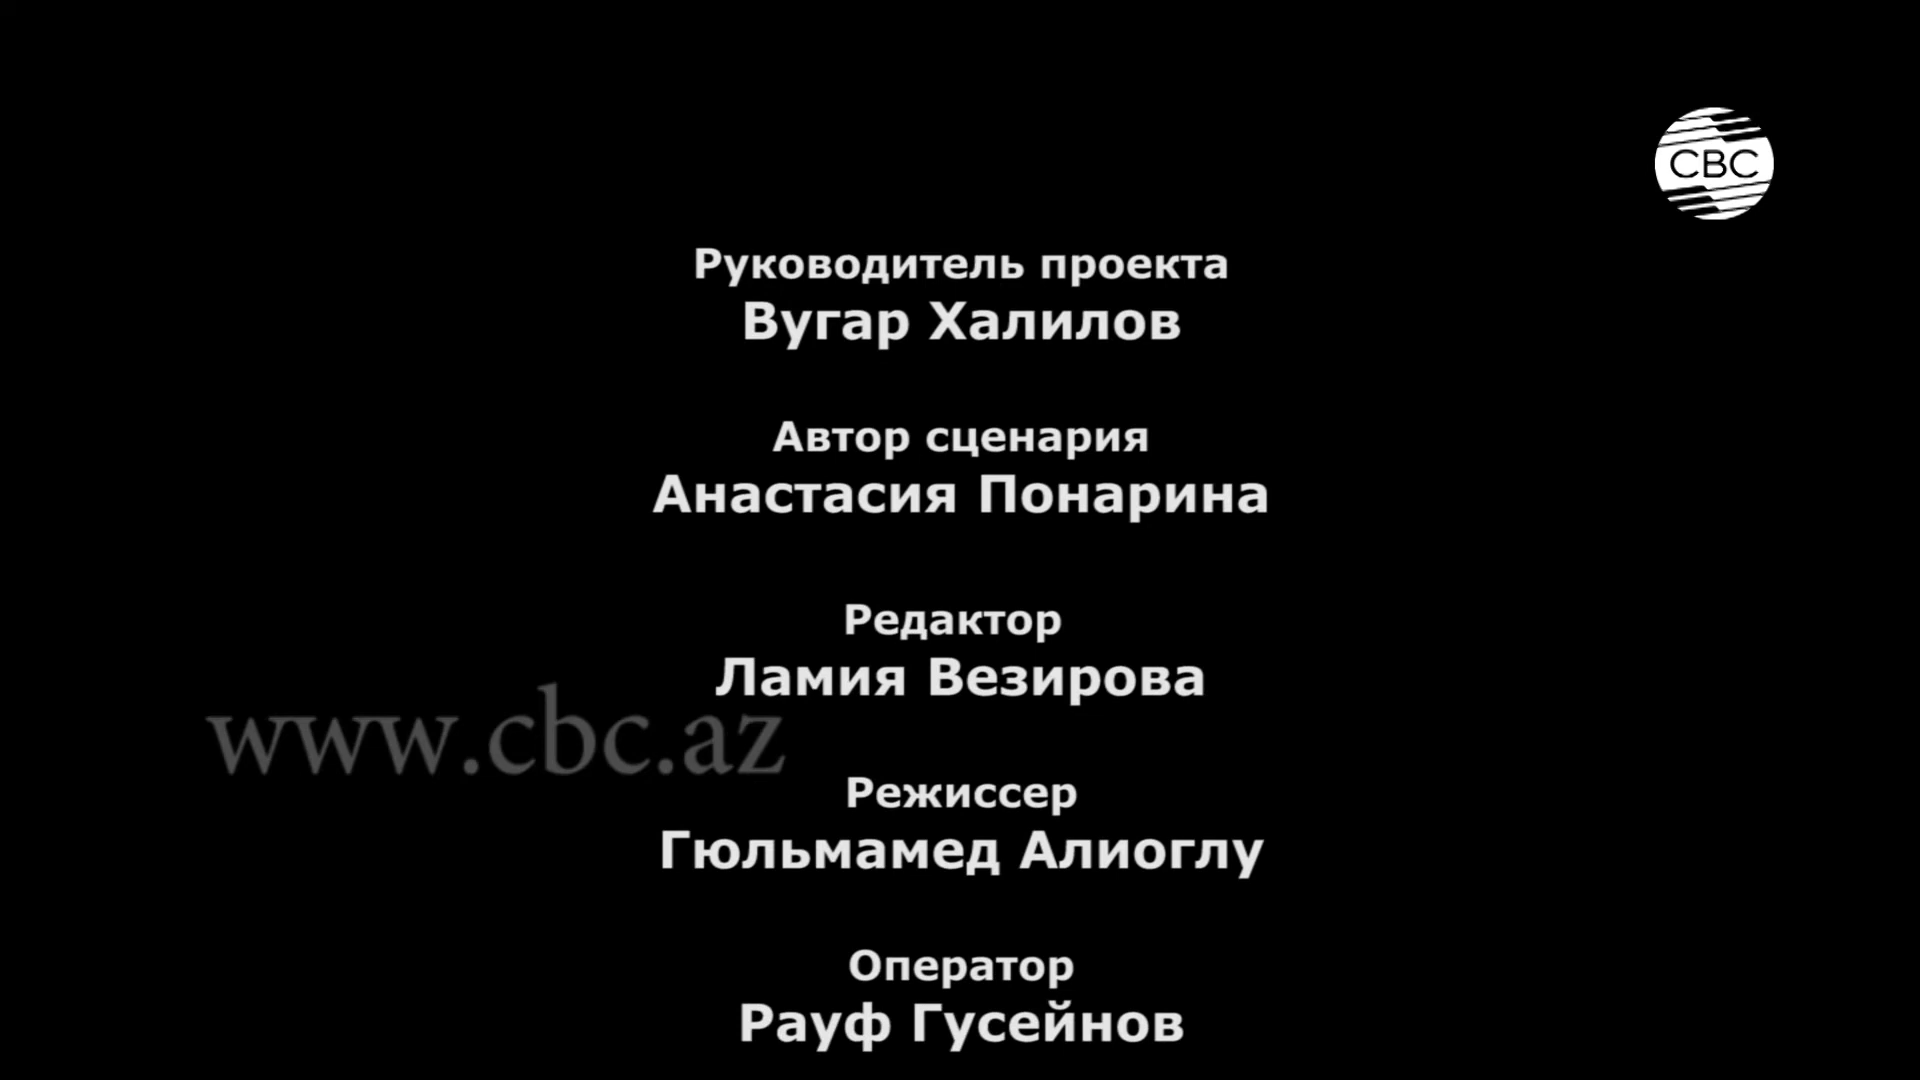 CBC
Руководитель проекта
Вугар Халилов
Автор сценария
Анастасия Понарина
Редактор
Ламия Везирова
www.cbc.az
Режиссер
Гюльмамед Алиоглу
Оператор
Рауф Гусейнов